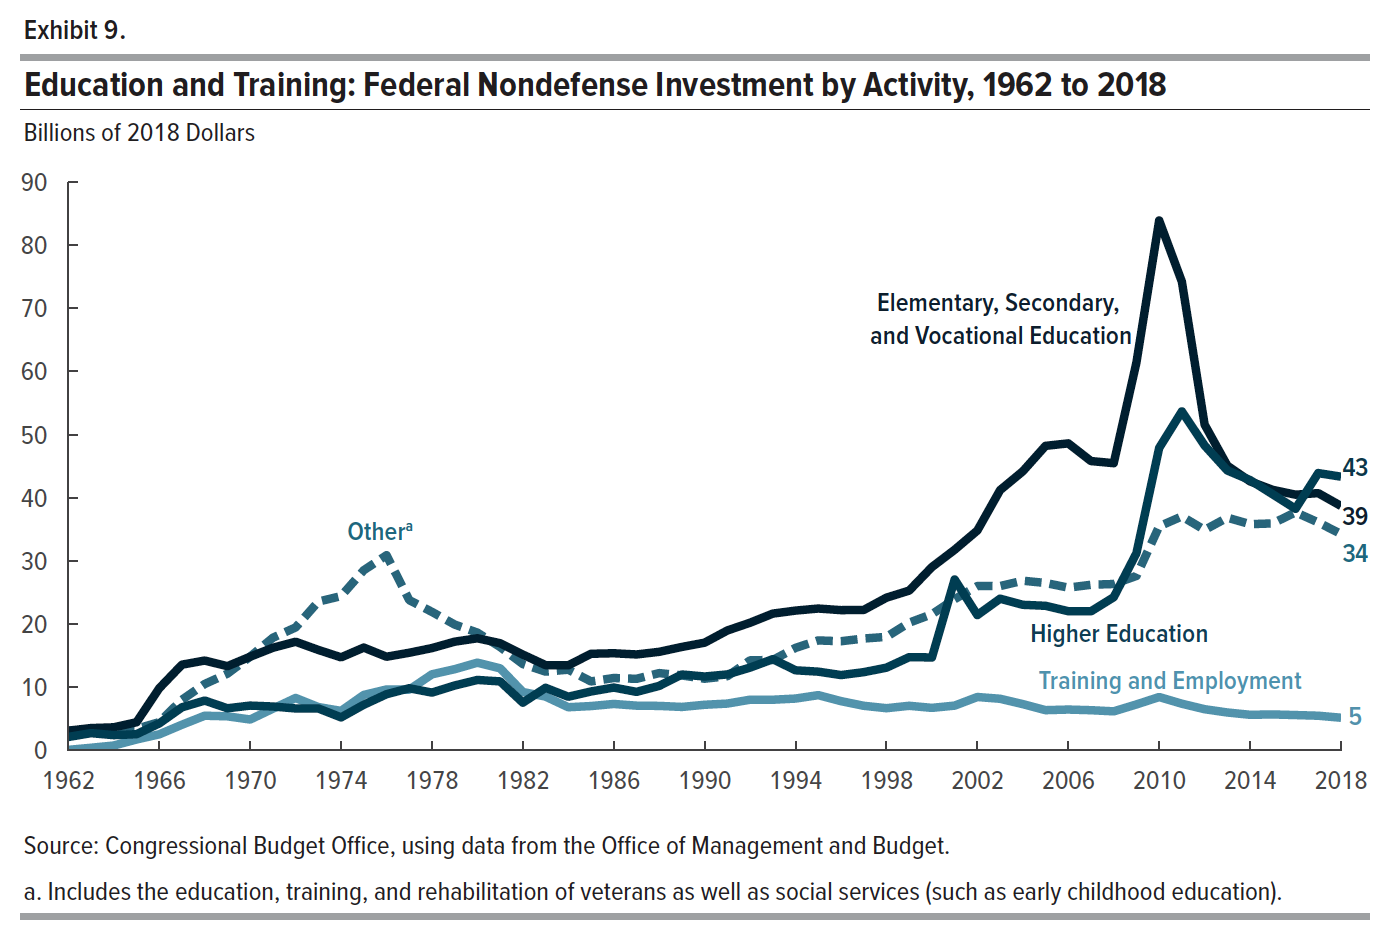 Exhibit 9.
Education and Training: Federal Nondefense Investment by Activity, 1962 to 2018
Billions of 2018 Dollars
90
80
70
60
50
40
30
20
10
0
Elementary, Secondary,
and Vocational Education
Otherᵃ
43
39
34
Higher Education
Training and Employment
5
1962 1966 1970 1974 1978 1982 1986 1990 1994 1998 2002 2006 2010 2014 2018
Source: Congressional Budget Office, using data from the Office of Management and Budget.
a. Includes the education, training, and rehabilitation of veterans as well as social services (such as early childhood education).